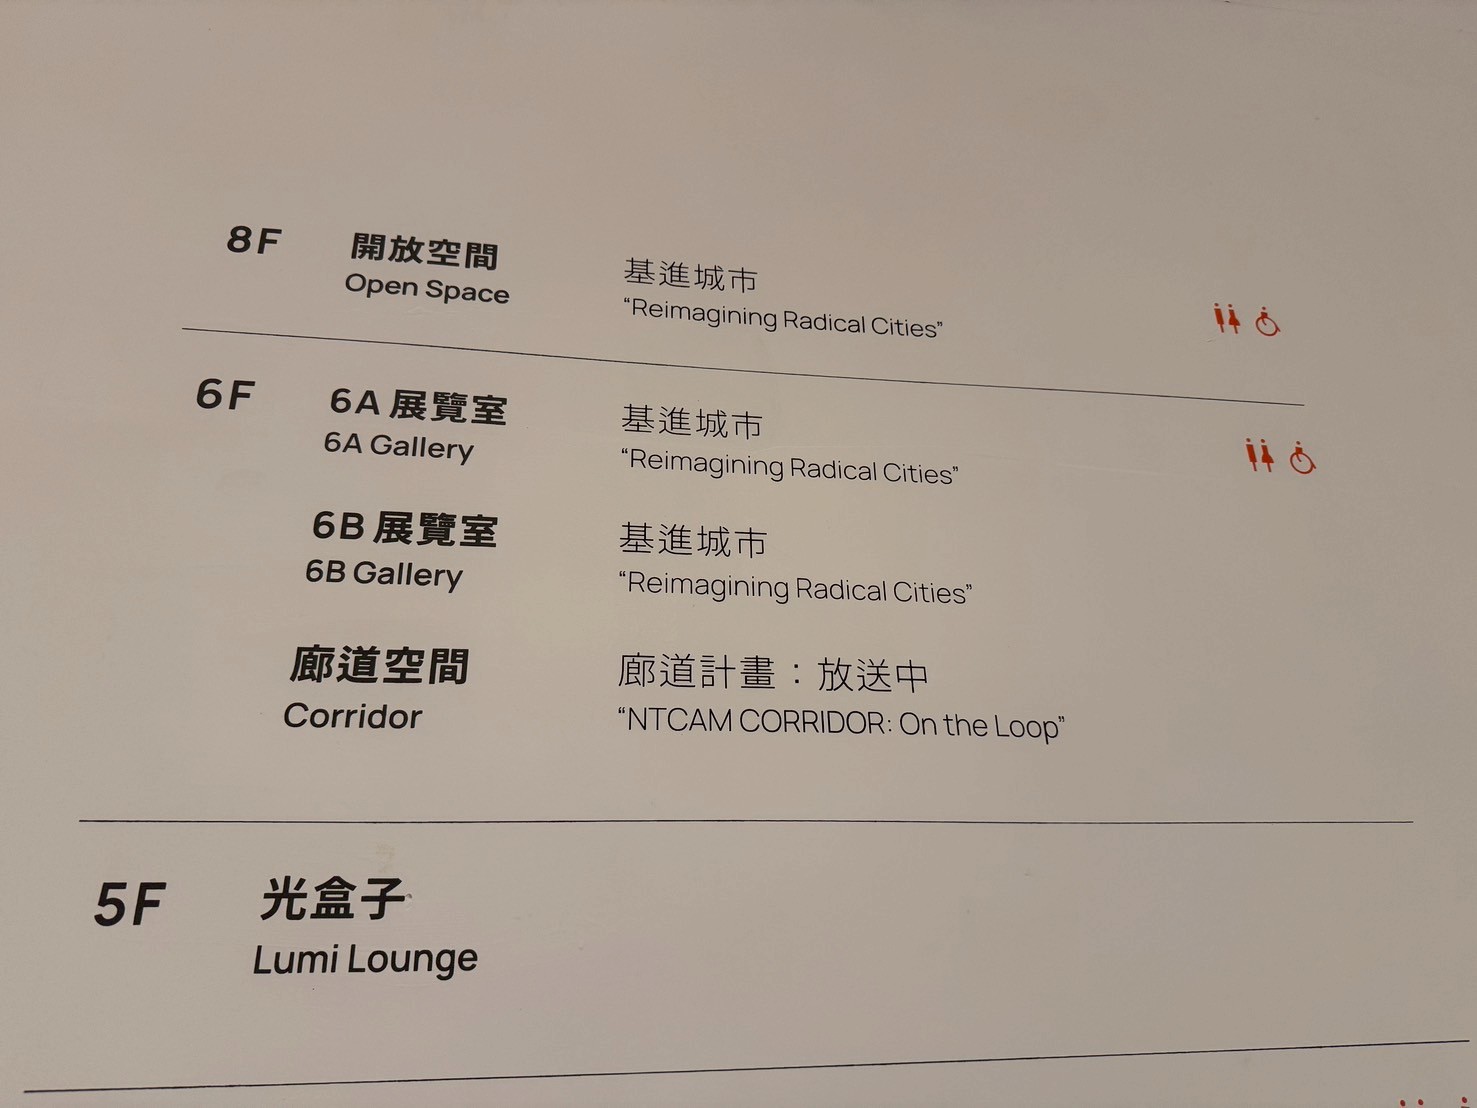 8F 開放空間 基進城市
Open Space “Reimagining Radical Cities”
6F 6A 展覽室 基進城市
6A Gallery “Reimagining Radical Cities”
6B 展覽室 基進城市
6B Gallery “Reimagining Radical Cities”
廊道空間 廊道計畫：放送中
Corridor “NTCAM CORRIDOR: On the Loop”
5F 光盒子
Lumi Lounge